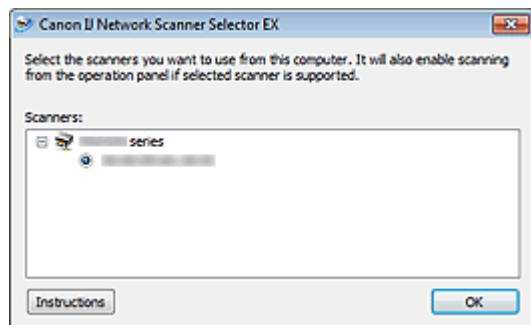 Canon IJ Network Scanner Selector EX
Select the scanners you want to use from this computer. It will also enable scanning
from the operation panel if selected scanner is supported.
Scanners:
series
Instructions
OK